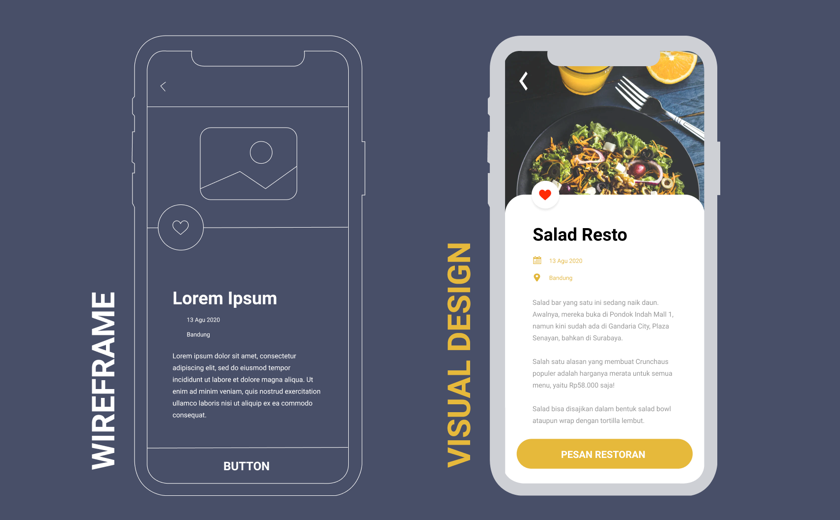 WIREFRAME
Lorem Ipsum
13 Agu 2020
Bandung
Lorem ipsum dolor sit amet, consectetur
adipiscing elit, sed do eiusmod tempor
incididunt ut labore et dolore magna aliqua. Ut
enim ad minim veniam, quis nostrud exercitation
ullamco laboris nisi ut aliquip ex ea commodo
consequat.
BUTTON
VISUAL DESIGN
Salad Resto
13 Agu 2020
Bandung
Salad bar yang satu ini sedang naik daun.
Awalnya, mereka buka di Pondok Indah Mall 1,
namun kini sudah ada di Gandaria City, Plaza
Senayan, bahkan di Surabaya.
Salah satu alasan yang membuat Crunchaus
populer adalah harganya merata untuk semua
menu, yaitu Rp58.000 saja!
Salad bisa disajikan dalam bentuk salad bowl
ataupun wrap dengan tortilla lembut.
PESAN RESTORAN